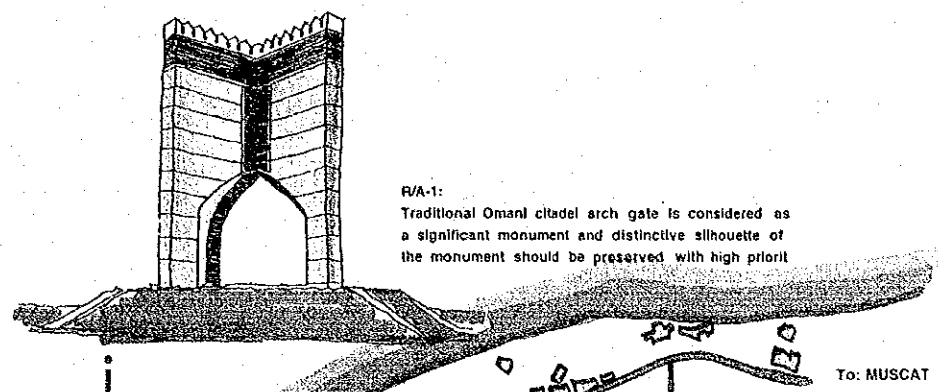 R/A-1:
Traditional Omani citadel arch gate is considered as
a significant monument and distinctive silhouette of
the monument should be preserved with high priorit
To: MUSCAT